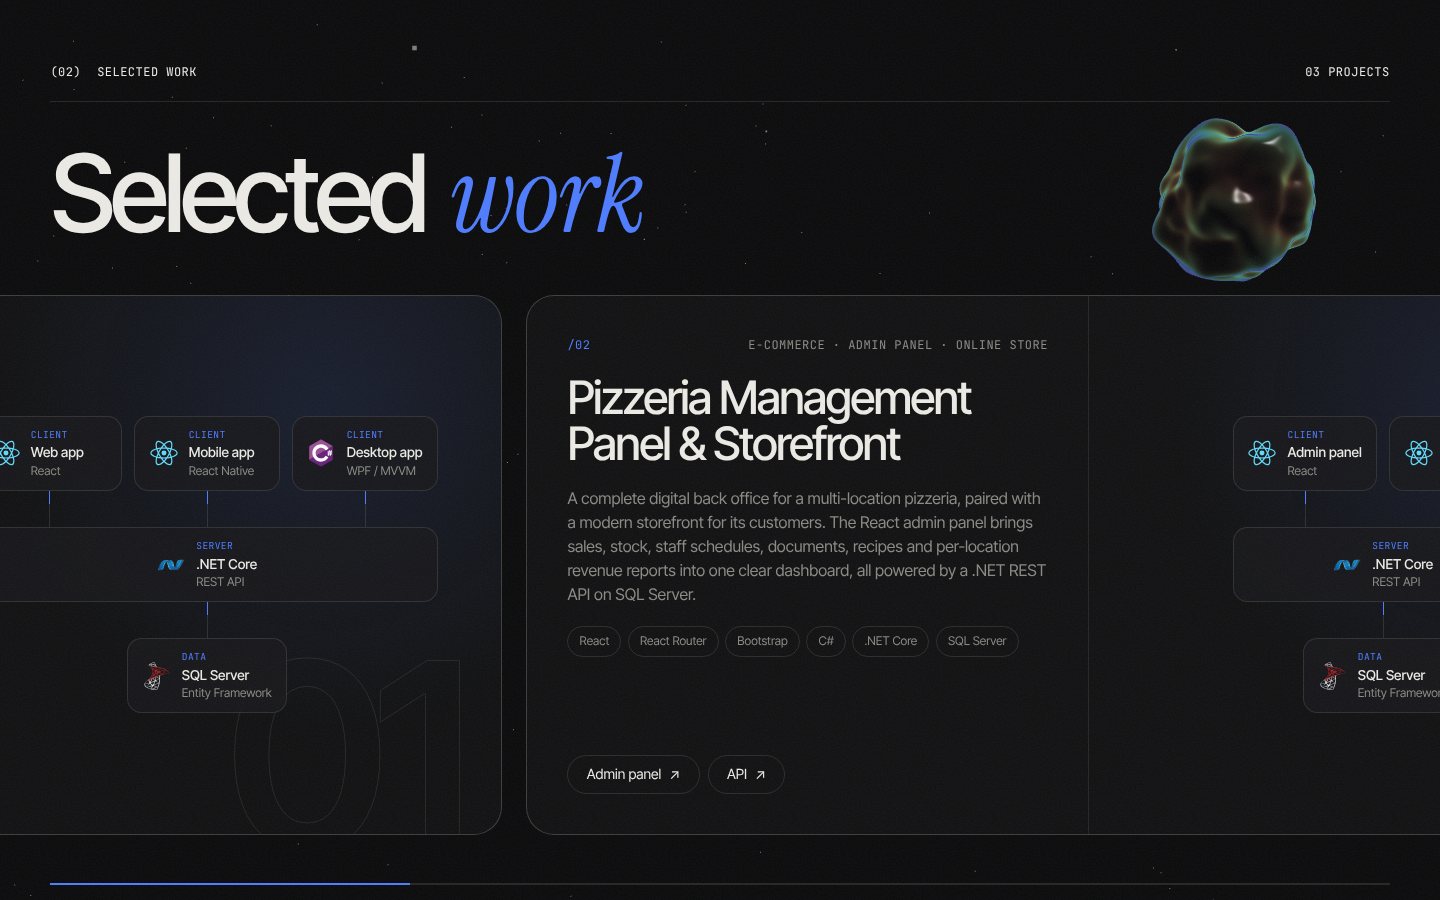 (02) SELECTED WORK
03 PROJECTS
Selected work
CLIENT
Web app
React
CLIENT
Mobile app
React Native
CLIENT
Desktop app
WPF / MVVM
SERVER
.NET Core
REST API
DATA
SQL Server
Entity Framework
01
/02
E-COMMERCE · ADMIN PANEL · ONLINE STORE
Pizzeria Management
Panel & Storefront
A complete digital back office for a multi-location pizzeria, paired with
a modern storefront for its customers. The React admin panel brings
sales, stock, staff schedules, documents, recipes and per-location
revenue reports into one clear dashboard, all powered by a .NET REST
API on SQL Server.
React
React Router
Bootstrap
C#
.NET Core
SQL Server
Admin panel ↗
API ↗
CLIENT
Admin panel
React
SERVER
.NET Core
REST API
DATA
SQL Server
Entity